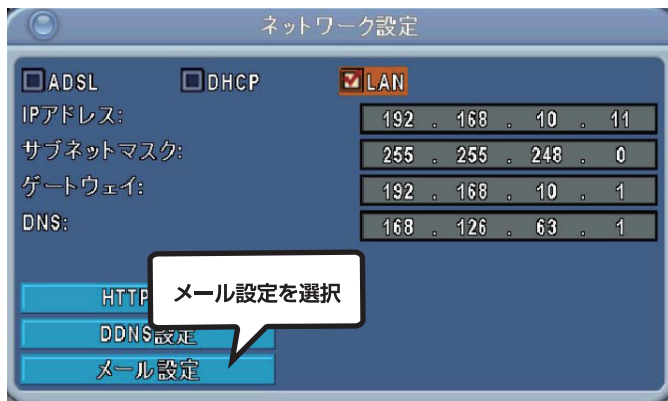 ネットワーク設定
ADSL DHCP LAN
IPアドレス: 192 . 168 . 10 . 11
サブネットマスク: 255 . 255 . 248 . 0
ゲートウェイ: 192 . 168 . 10 . 1
DNS: 168 . 126 . 63 . 1
HTTP
メール設定を選択
DDNS設定
メール設定